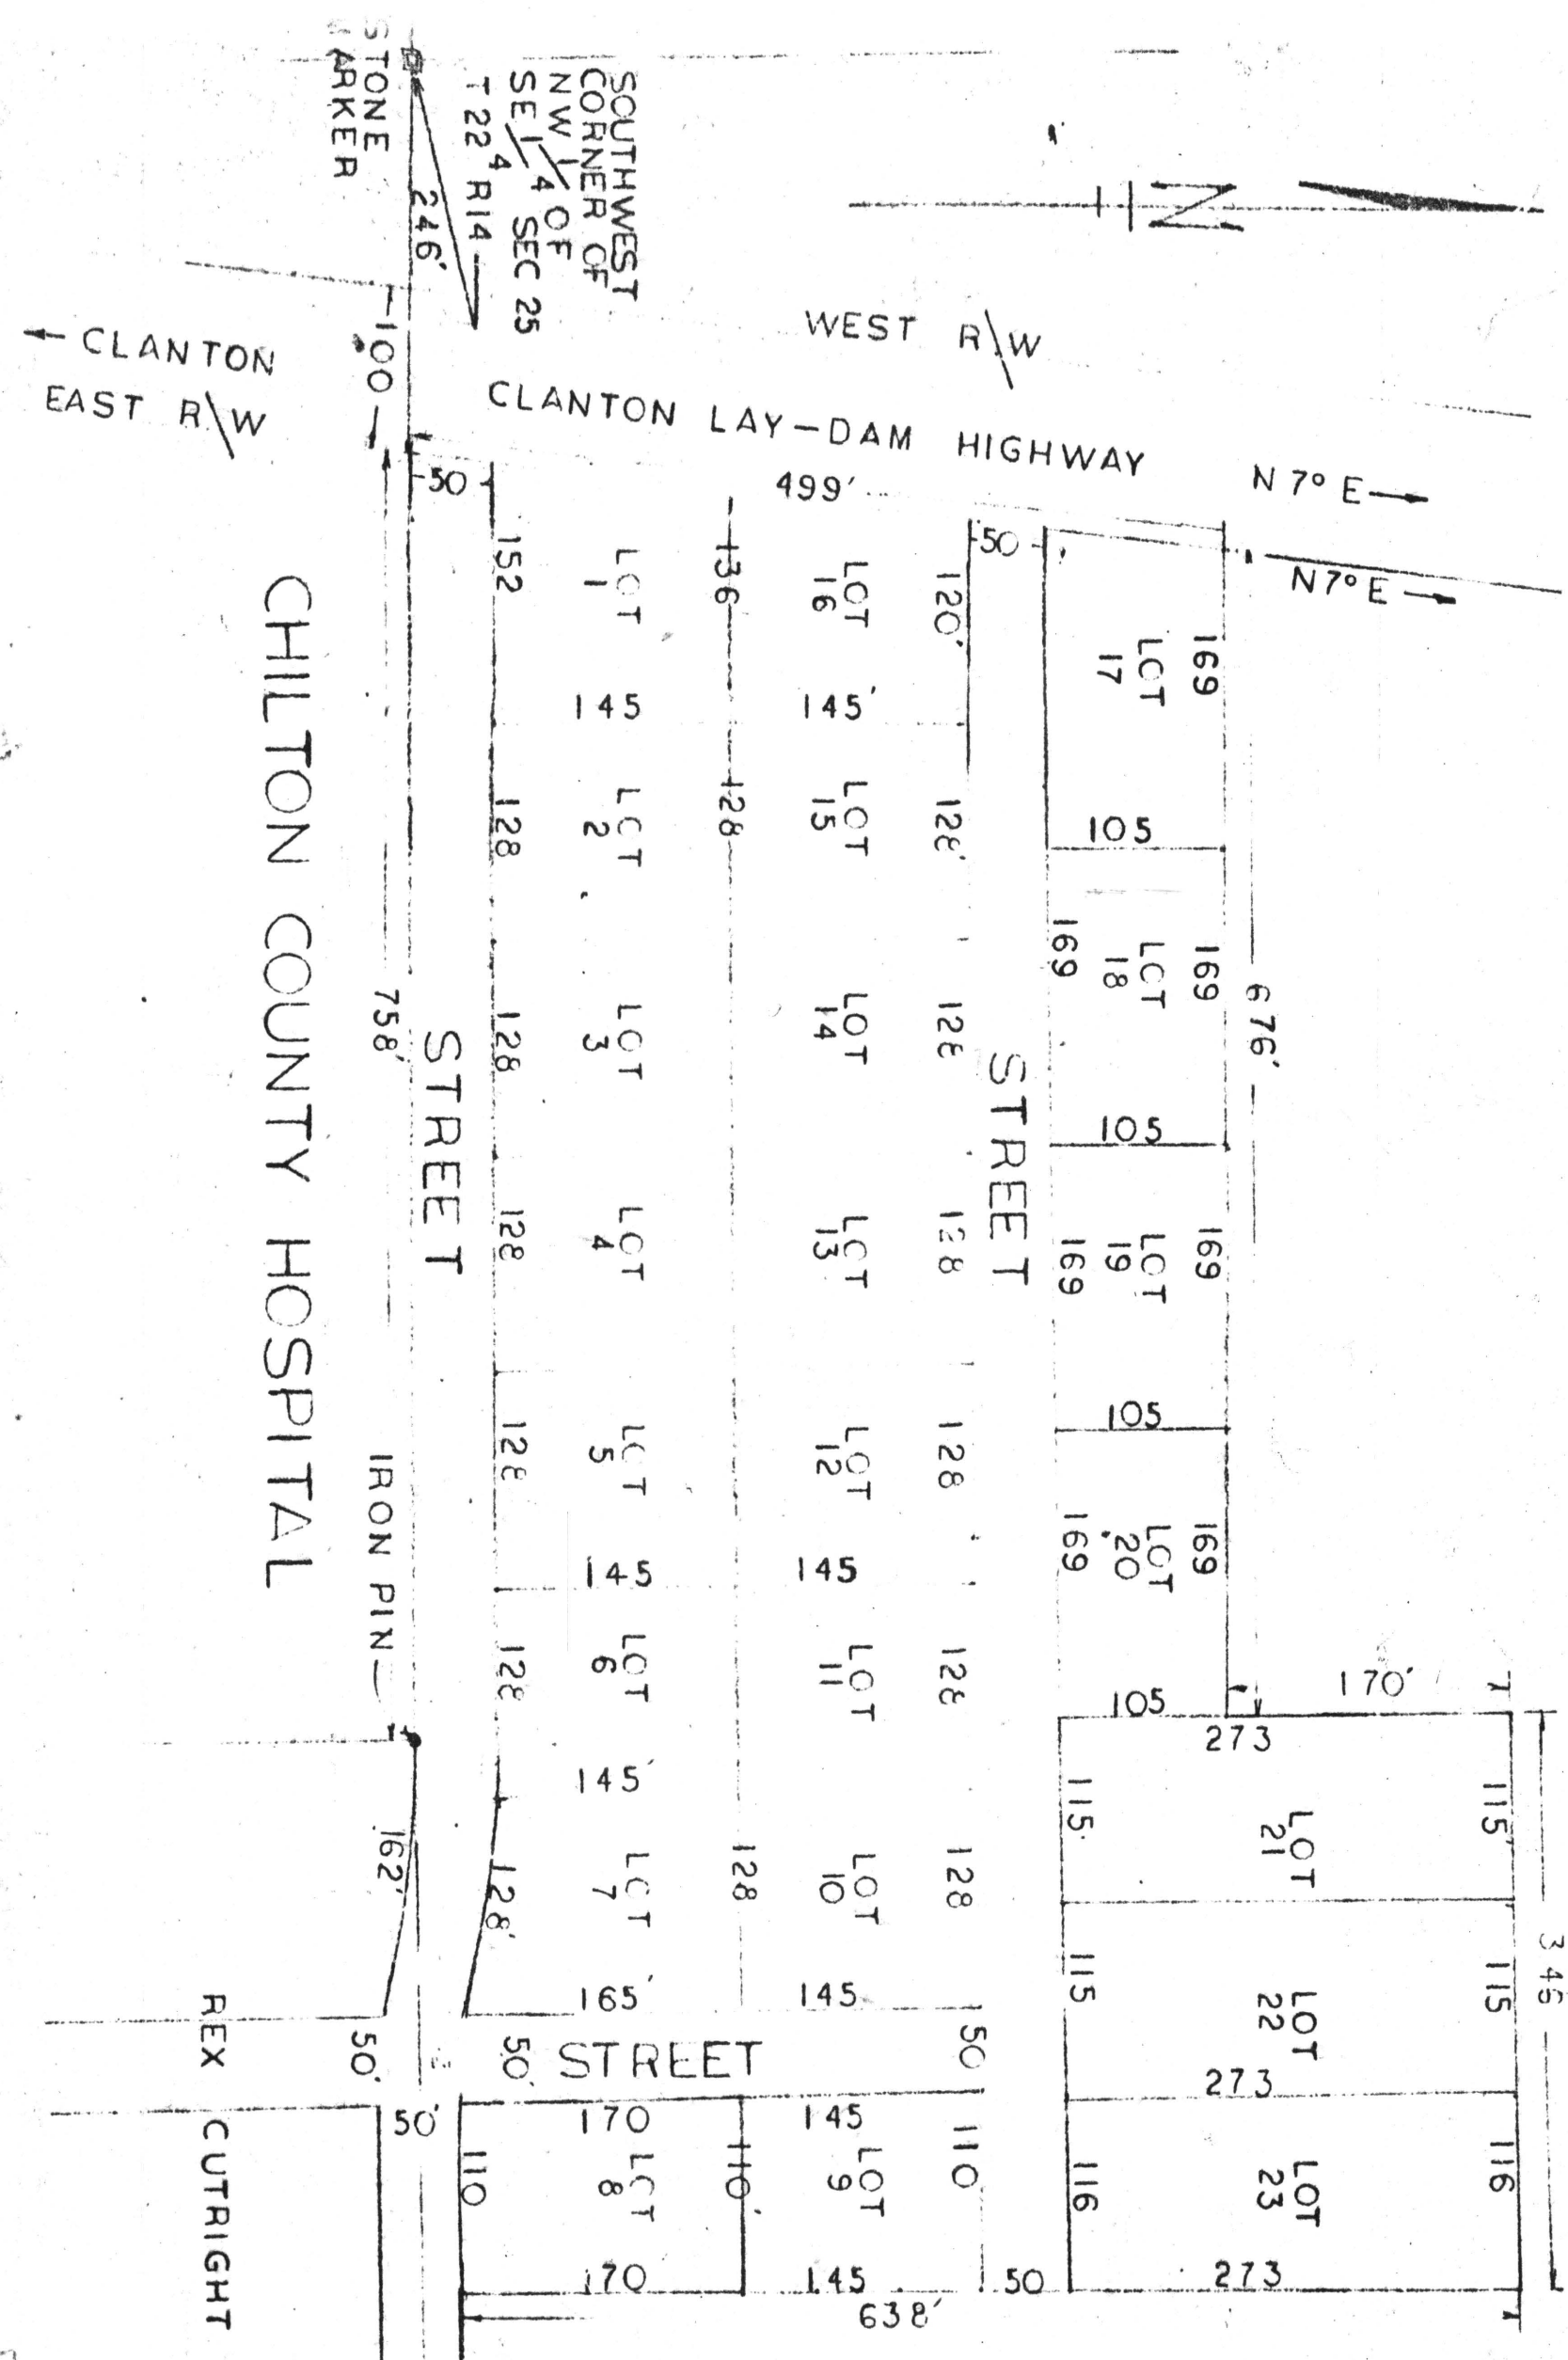 STONE
MARKER
SOUTHWEST
CORNER OF
NW 1/4 OF
SE 1/4 SEC 25
T 22 R14
246'
← CLANTON
EAST R\W
100
WEST R\W
N
CLANTON LAY-DAM HIGHWAY
N 7° E →
N 7° E →
499'
50
50
152
LOT
1
136
LOT
16
120'
LOT
17
169
145
145'
105
128
LOT
2
128
LOT
15
128'
169
LOT
18
169
676'
758'
STREET
128
LOT
3
LOT
14
128
STREET
105
CHILTON COUNTY HOSPITAL
128
LOT
4
LOT
13
128
169
LOT
19
169
105
IRON PIN
128
LOT
5
LOT
12
128
169
LOT
20
169
145
145
128
LOT
6
LOT
11
128
105
170'
273
145'
115
LOT
21
115'
162'
128'
LOT
7
128
LOT
10
128
165'
145
115
LOT
22
115
346
REX CUTRIGHT
50'
50'
STREET
50
273
50'
170
145
110
LOT
8
110'
LOT
9
110
116
LOT
23
116
170
145
50
273
638'